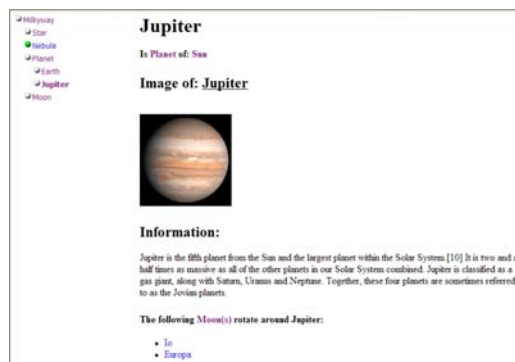 Milkyway
Star
Nebula
Planet
Earth
Jupiter
Moon
Jupiter
Is Planet of: Sun
Image of: Jupiter
Information:
Jupiter is the fifth planet from the Sun and the largest planet within the Solar System.[10] It is two and a
half times as massive as all of the other planets in our Solar System combined. Jupiter is classified as a
gas giant, along with Saturn, Uranus and Neptune. Together, these four planets are sometimes referred
to as the Jovian planets.
The following Moon(s) rotate around Jupiter:
Io
Europa